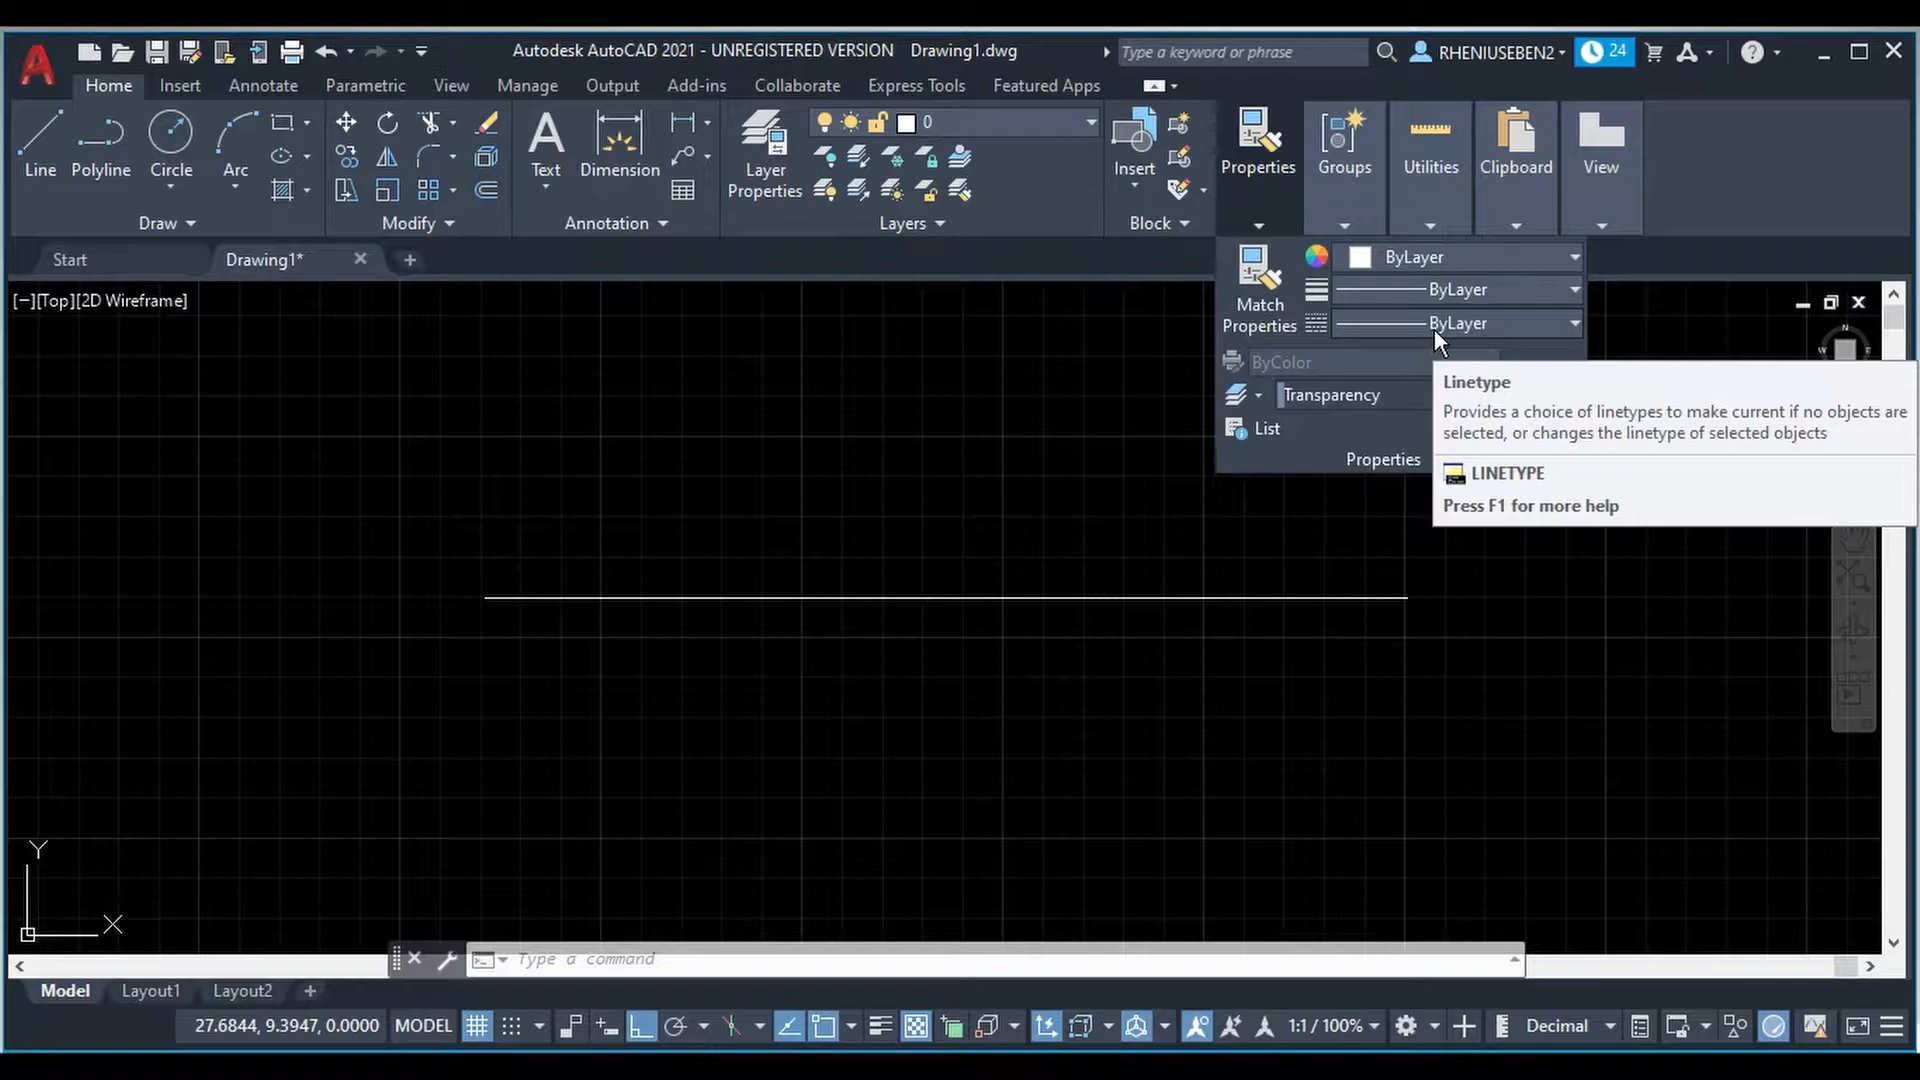 Autodesk AutoCAD 2021 - UNREGISTERED VERSION Drawing1.dwg
Type a keyword or phrase
RHENIUSEBEN2
24
Home Insert Annotate Parametric View Manage Output Add-ins Collaborate Express Tools Featured Apps
0
Line Polyline Circle Arc
Text Dimension
Layer
Properties
Insert
Properties Groups Utilities Clipboard View
Draw Modify Annotation Layers Block
Start Drawing1*
[−][Top][2D Wireframe]
ByLayer
ByLayer
ByLayer
Match
Properties
ByColor
Transparency
List
Properties
Linetype
Provides a choice of linetypes to make current if no objects are
selected, or changes the linetype of selected objects
LINETYPE
Press F1 for more help
N
W
Y
X
Type a command
Model Layout1 Layout2
27.6844, 9.3947, 0.0000 MODEL 1:1 / 100% Decimal